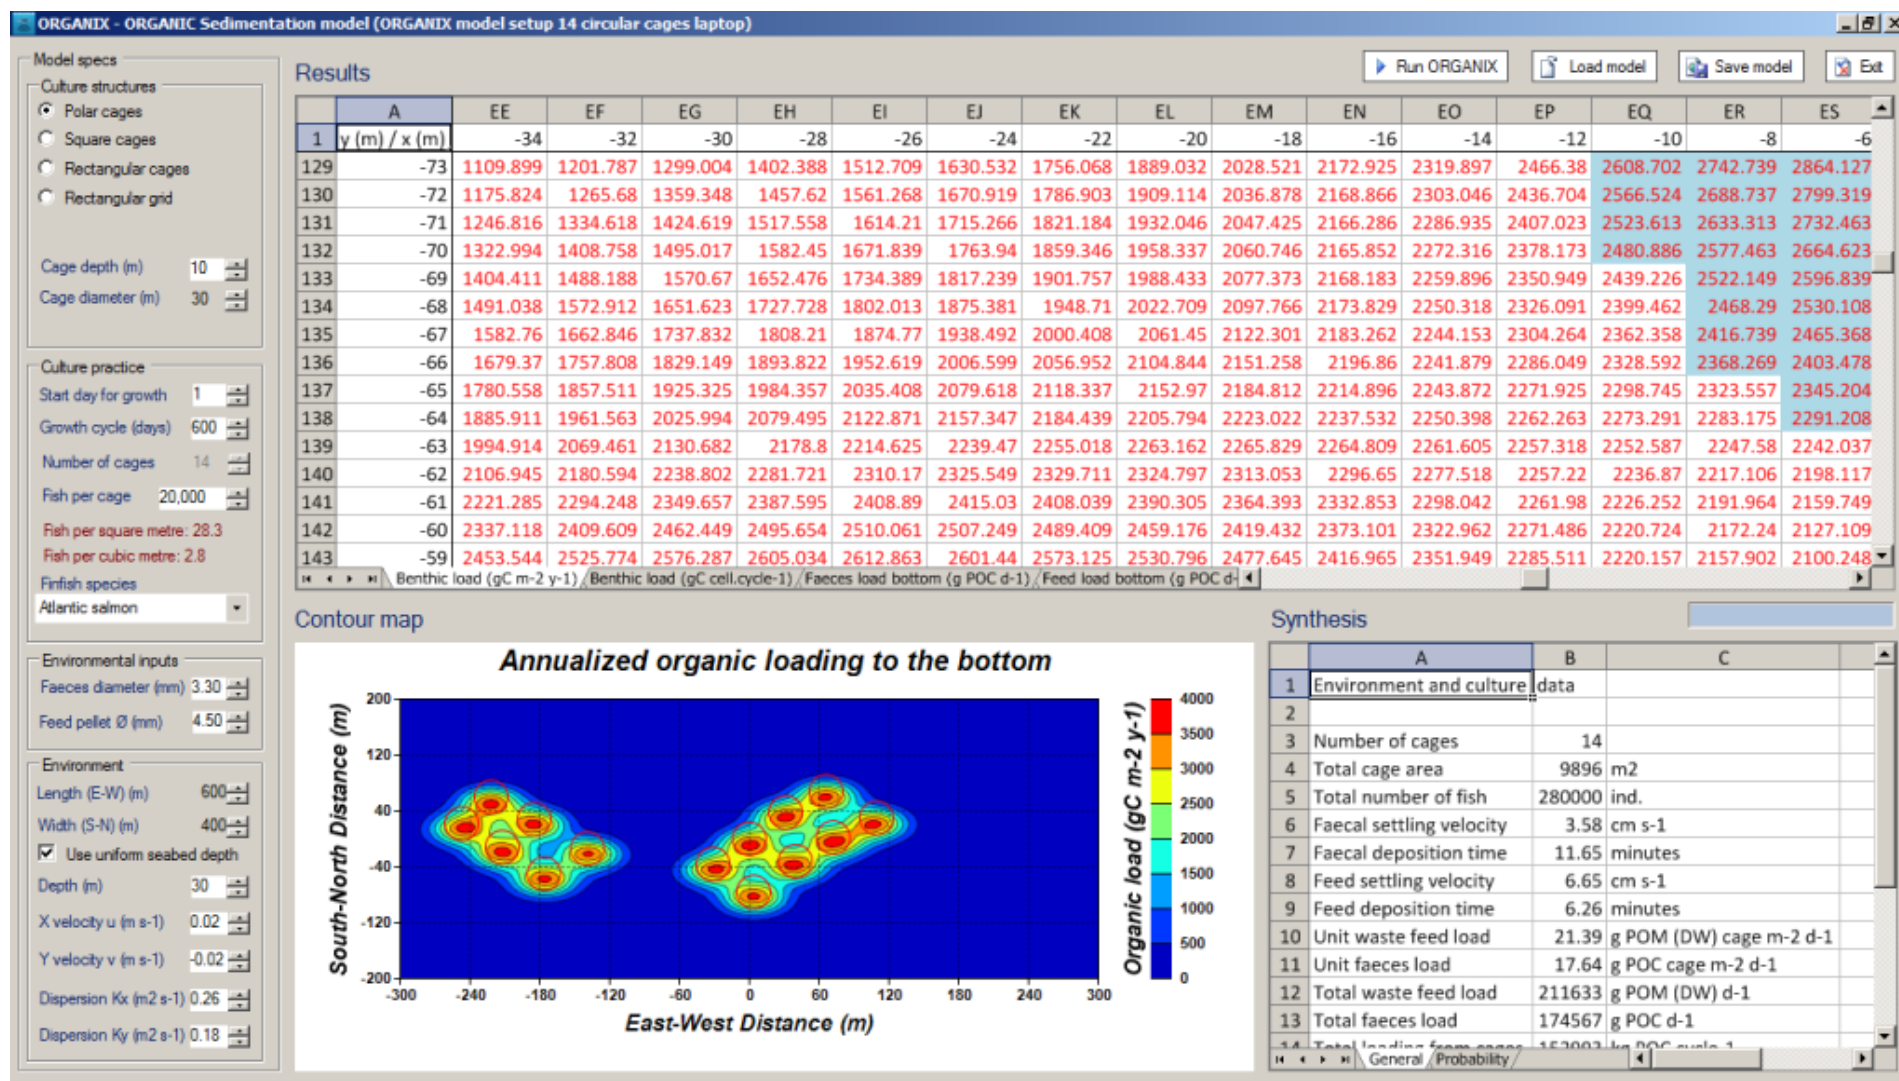 ORGANIX - ORGANIC Sedimentation model (ORGANIX model setup 14 circular cages laptop)
Model specs
Culture structures
Polar cages
Square cages
Rectangular cages
Rectangular grid
Cage depth (m) 10
Cage diameter (m) 30
Culture practice
Start day for growth 1
Growth cycle (days) 600
Number of cages 14
Fish per cage 20,000
Fish per square metre: 28.3
Fish per cubic metre: 2.8
Finfish species
Atlantic salmon
Environmental inputs
Faeces diameter (mm) 3.30
Feed pellet Ø (mm) 4.50
Environment
Length (E-W) (m) 600
Width (S-N) (m) 400
Use uniform seabed depth
Depth (m) 30
X velocity u (m s-1) 0.02
Y velocity v (m s-1) -0.02
Dispersion Kx (m2 s-1) 0.26
Dispersion Ky (m2 s-1) 0.18
Results
Run ORGANIX Load model Save model Exit
A EE EF EG EH EI EJ EK EL EM EN EO EP EQ ER ES
1 y (m) / x (m) -34 -32 -30 -28 -26 -24 -22 -20 -18 -16 -14 -12 -10 -8 -6
129 -73 1109.899 1201.787 1299.004 1402.388 1512.709 1630.532 1756.068 1889.032 2028.521 2172.925 2319.897 2466.38 2608.702 2742.739 2864.127
130 -72 1175.824 1265.68 1359.348 1457.62 1561.268 1670.919 1786.903 1909.114 2036.878 2168.866 2303.046 2436.704 2566.524 2688.737 2799.319
131 -71 1246.816 1334.618 1424.619 1517.558 1614.21 1715.266 1821.184 1932.046 2047.425 2166.286 2286.935 2407.023 2523.613 2633.313 2732.463
132 -70 1322.994 1408.758 1495.017 1582.45 1671.839 1763.94 1859.346 1958.337 2060.746 2165.852 2272.316 2378.173 2480.886 2577.463 2664.623
133 -69 1404.411 1488.188 1570.67 1652.476 1734.389 1817.239 1901.757 1988.433 2077.373 2168.183 2259.896 2350.949 2439.226 2522.149 2596.839
134 -68 1491.038 1572.912 1651.623 1727.728 1802.013 1875.381 1948.71 2022.709 2097.766 2173.829 2250.318 2326.091 2399.462 2468.29 2530.108
135 -67 1582.76 1662.846 1737.832 1808.21 1874.77 1938.492 2000.408 2061.45 2122.301 2183.262 2244.153 2304.264 2362.358 2416.739 2465.368
136 -66 1679.37 1757.808 1829.149 1893.822 1952.619 2006.599 2056.952 2104.844 2151.258 2196.86 2241.879 2286.049 2328.592 2368.269 2403.478
137 -65 1780.558 1857.511 1925.325 1984.357 2035.408 2079.618 2118.337 2152.97 2184.812 2214.896 2243.872 2271.925 2298.745 2323.557 2345.204
138 -64 1885.911 1961.563 2025.994 2079.495 2122.871 2157.347 2184.439 2205.794 2223.022 2237.532 2250.398 2262.263 2273.291 2283.175 2291.208
139 -63 1994.914 2069.461 2130.682 2178.8 2214.625 2239.47 2255.018 2263.162 2265.829 2264.809 2261.605 2257.318 2252.587 2247.58 2242.037
140 -62 2106.945 2180.594 2238.802 2281.721 2310.17 2325.549 2329.711 2324.797 2313.053 2296.65 2277.518 2257.22 2236.87 2217.106 2198.117
141 -61 2221.285 2294.248 2349.657 2387.595 2408.89 2415.03 2408.039 2390.305 2364.393 2332.853 2298.042 2261.98 2226.252 2191.964 2159.749
142 -60 2337.118 2409.609 2462.449 2495.654 2510.061 2507.249 2489.409 2459.176 2419.432 2373.101 2322.962 2271.486 2220.724 2172.24 2127.109
143 -59 2453.544 2525.774 2576.287 2605.034 2612.863 2601.44 2573.125 2530.796 2477.645 2416.965 2351.949 2285.511 2220.157 2157.902 2100.248
Benthic load (gC m-2 y-1) Benthic load (gC cell.cycle-1) Faeces load bottom (g POC d-1) Feed load bottom (g POC d-
Contour map
Annualized organic loading to the bottom
South-North Distance (m)
200
120
40
-40
-120
-200
-300 -240 -180 -120 -60 0 60 120 180 240 300
East-West Distance (m)
Organic load (gC m-2 y-1)
4000
3500
3000
2500
2000
1500
1000
500
0
Synthesis
A B C
1 Environment and culture data
2
3 Number of cages 14
4 Total cage area 9896 m2
5 Total number of fish 280000 ind.
6 Faecal settling velocity 3.58 cm s-1
7 Faecal deposition time 11.65 minutes
8 Feed settling velocity 6.65 cm s-1
9 Feed deposition time 6.26 minutes
10 Unit waste feed load 21.39 g POM (DW) cage m-2 d-1
11 Unit faeces load 17.64 g POC cage m-2 d-1
12 Total waste feed load 211633 g POM (DW) d-1
13 Total faeces load 174567 g POC d-1
14 Total loading from cages kg POC cycle-1
General Probability